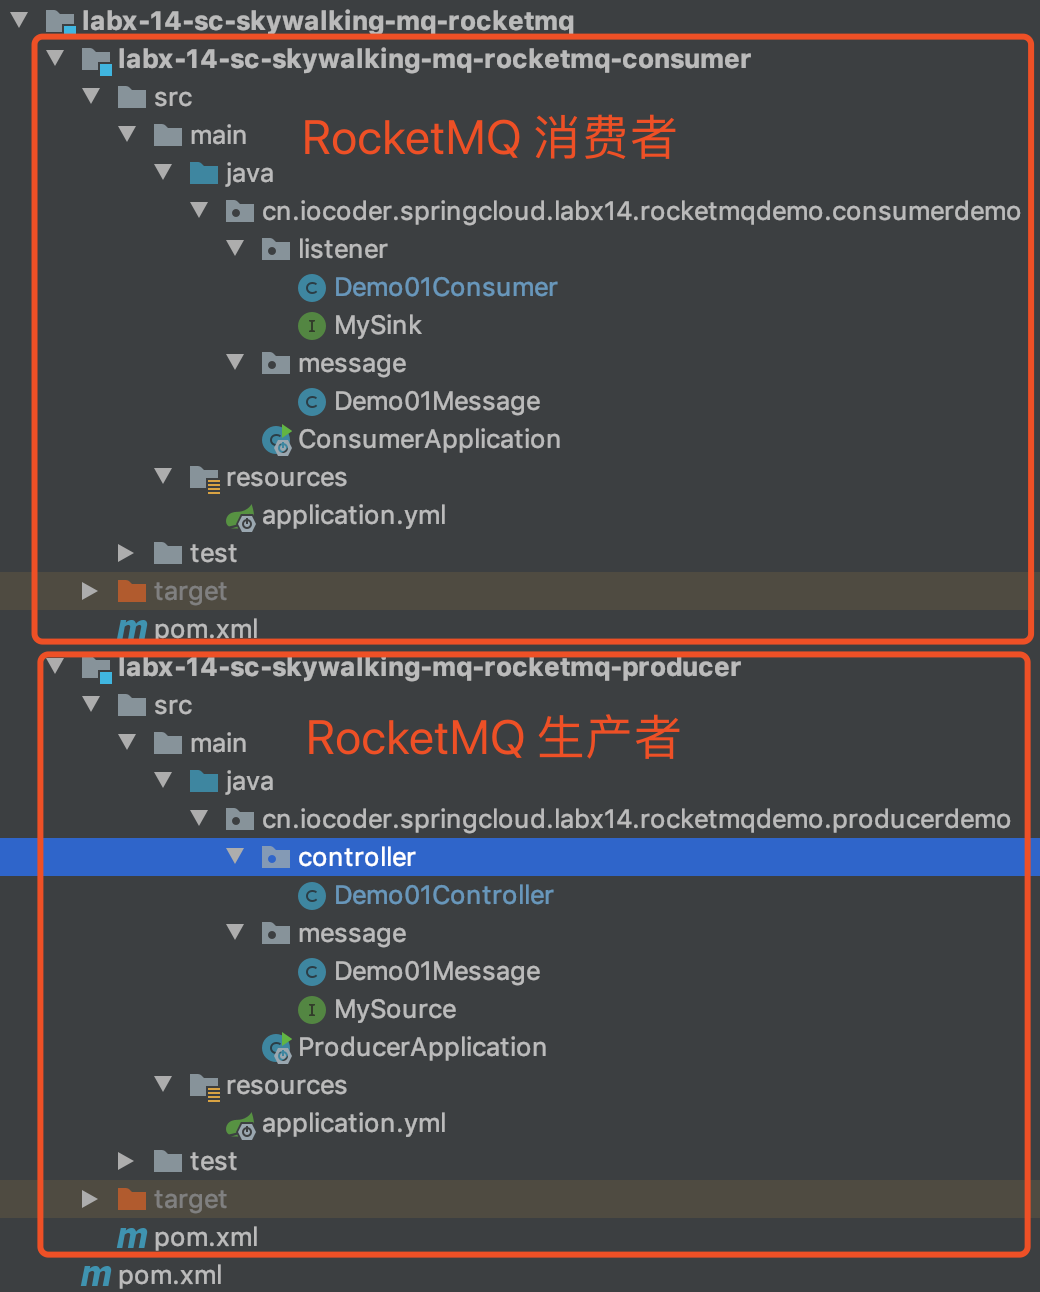 labx-14-sc-skywalking-mq-rocketmq
labx-14-sc-skywalking-mq-rocketmq-consumer
src
main
RocketMQ 消费者
java
cn.iocoder.springcloud.labx14.rocketmqdemo.consumerdemo
listener
Demo01Consumer
MySink
message
Demo01Message
ConsumerApplication
resources
application.yml
test
target
pom.xml
labx-14-sc-skywalking-mq-rocketmq-producer
src
main
RocketMQ 生产者
java
cn.iocoder.springcloud.labx14.rocketmqdemo.producerdemo
controller
Demo01Controller
message
Demo01Message
MySource
ProducerApplication
resources
application.yml
test
target
pom.xml
pom.xml